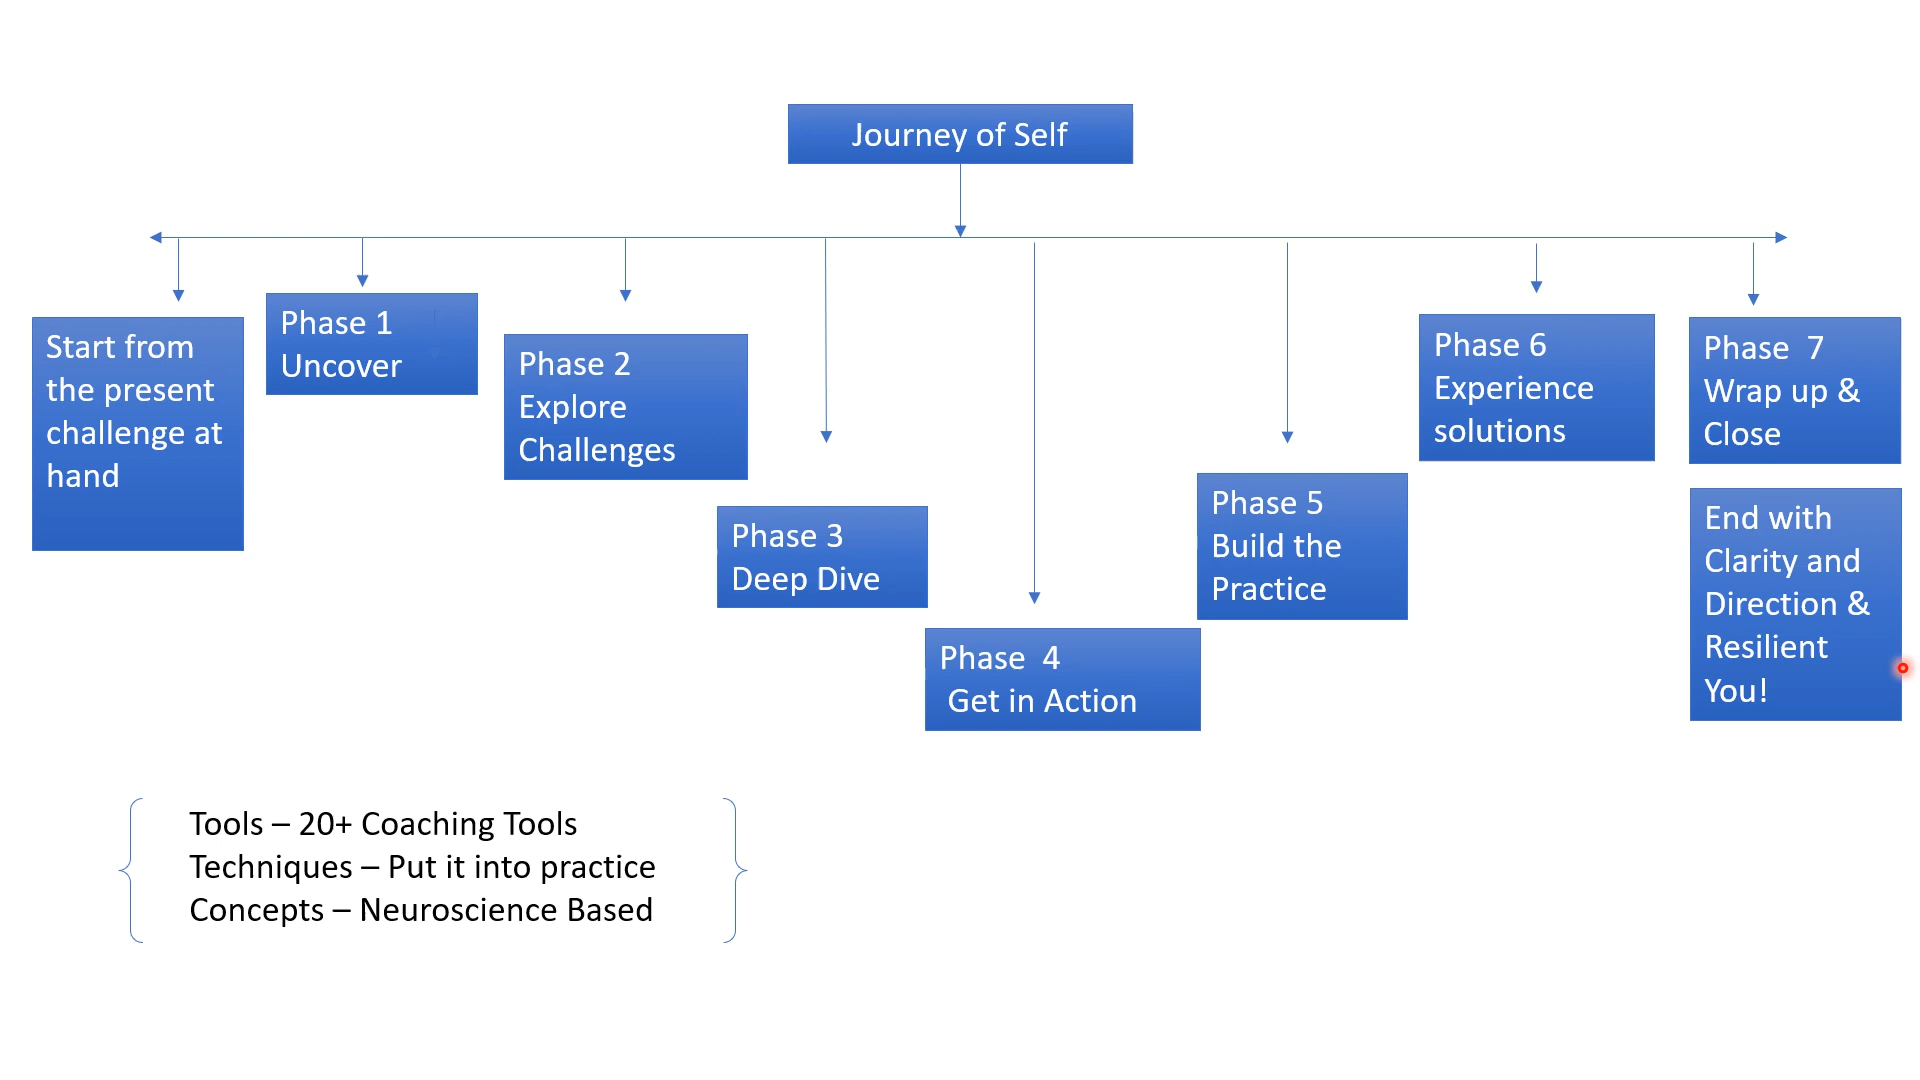 Journey of Self
Start from
the present
challenge at
hand
Phase 1
Uncover
Phase 2
Explore
Challenges
Phase 3
Deep Dive
Phase  4
Get in Action
Phase 5
Build the
Practice
Phase 6
Experience
solutions
Phase  7
Wrap up &
Close
End with
Clarity and
Direction &
Resilient
You!
Tools – 20+ Coaching Tools
Techniques – Put it into practice
Concepts – Neuroscience Based